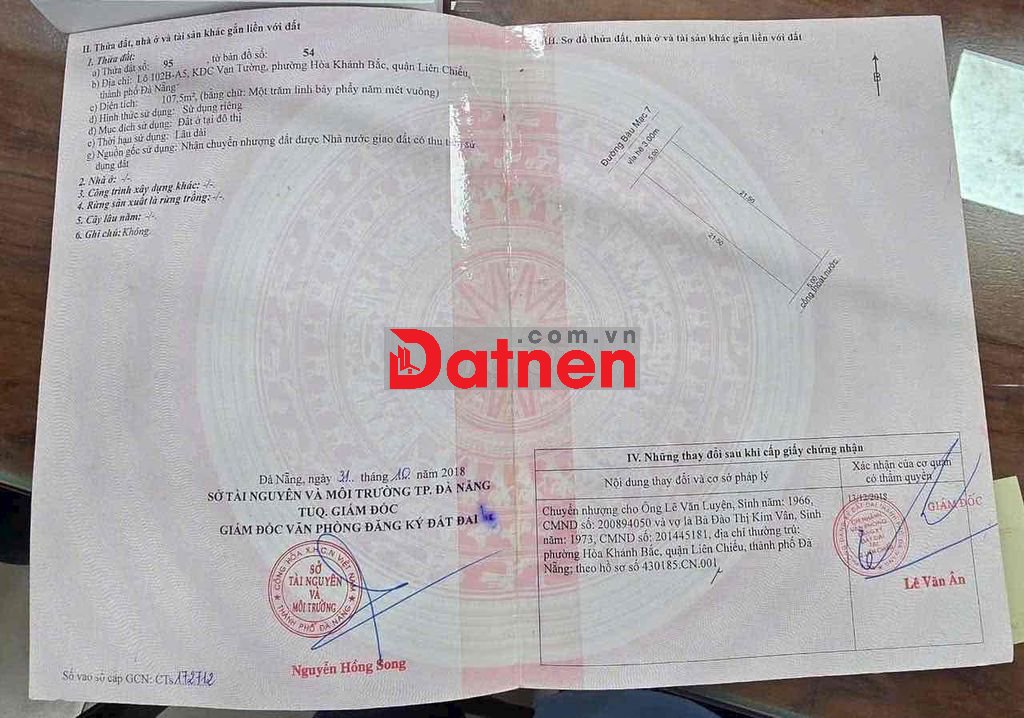 II. Thửa đất, nhà ở và tài sản khác gắn liền với đất
1. Thửa đất:
a) Thửa đất số: 95 , tờ bản đồ số: 54
b) Địa chỉ: Lô 102B-A5, KDC Vạn Tường, phường Hòa Khánh Bắc, quận Liên Chiểu,
thành phố Đà Nẵng
c) Diện tích: 107,5m², (bằng chữ: Một trăm linh bảy phẩy năm mét vuông)
d) Hình thức sử dụng: Sử dụng riêng
đ) Mục đích sử dụng: Đất ở tại đô thị
e) Thời hạn sử dụng: Lâu dài
g) Nguồn gốc sử dụng: Nhận chuyển nhượng đất được Nhà nước giao đất có thu tiền sử
dụng đất
2. Nhà ở: -/-
3. Công trình xây dựng khác: -/-
4. Rừng sản xuất là rừng trồng: -/-
5. Cây lâu năm: -/-
6. Ghi chú: Không.
Đà Nẵng, ngày 31 tháng 10 năm 2018
SỞ TÀI NGUYÊN VÀ MÔI TRƯỜNG TP. ĐÀ NẴNG
TUQ. GIÁM ĐỐC
GIÁM ĐỐC VĂN PHÒNG ĐĂNG KÝ ĐẤT ĐAI
CỘNG HÒA X.H.C.N VIỆT NAM
SỞ
TÀI NGUYÊN
VÀ
MÔI TRƯỜNG
THÀNH PHỐ ĐÀ NẴNG
Nguyễn Hồng Song
Số vào sổ cấp GCN: CTs 172712
III. Sơ đồ thửa đất, nhà ở và tài sản khác gắn liền với đất
B
Đường Bàu Mạc 7
vỉa hè 3.00m
5.00
21.50
21.50
5.00
cống thoát nước
.com.vn
Datnen
IV. Những thay đổi sau khi cấp giấy chứng nhận
Nội dung thay đổi và cơ sở pháp lý
Xác nhận của cơ quan
có thẩm quyền
Chuyển nhượng cho Ông Lê Văn Luyện, Sinh năm: 1966,
CMND số: 200894050 và vợ là Bà Đào Thị Kim Vân, Sinh
năm: 1973, CMND số: 201445181, địa chỉ thường trú:
phường Hòa Khánh Bắc, quận Liên Chiểu, thành phố Đà
Nẵng; theo hồ sơ số 430185.CN.001
13/12/2018
GIÁM ĐỐC
Lê Văn Ân